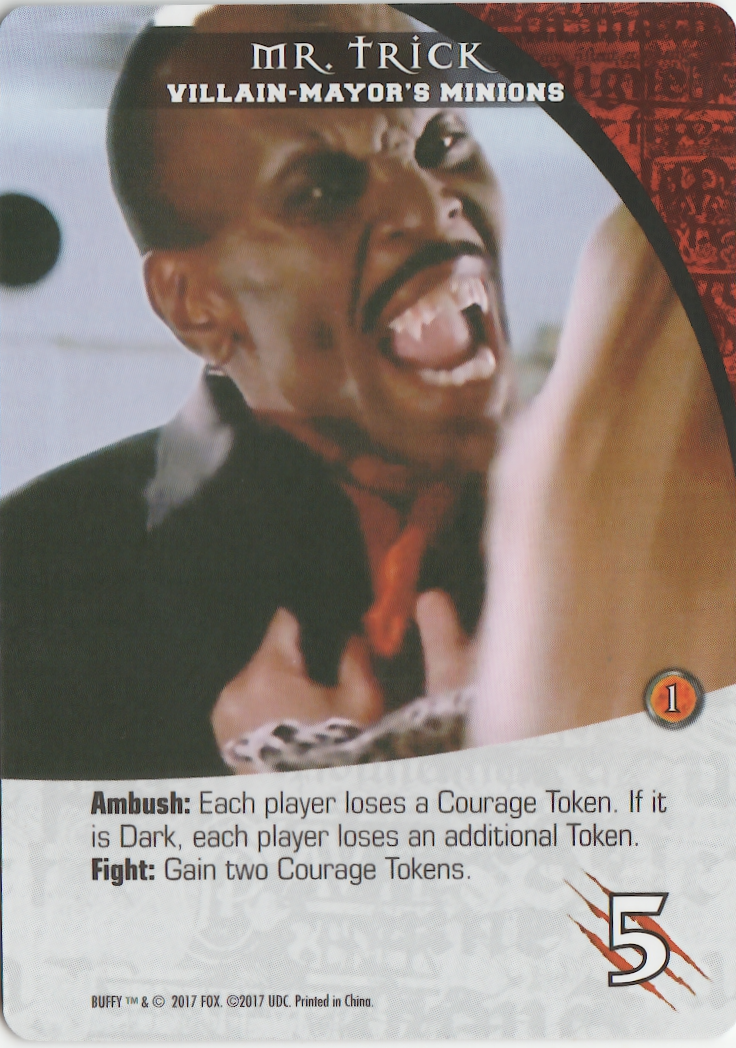 MR. TRICK
VILLAIN-MAYOR'S MINIONS
1
Ambush: Each player loses a Courage Token. If it
is Dark, each player loses an additional Token.
Fight: Gain two Courage Tokens.
5
BUFFY ™ & © 2017 FOX. ©2017 UDC. Printed in China.